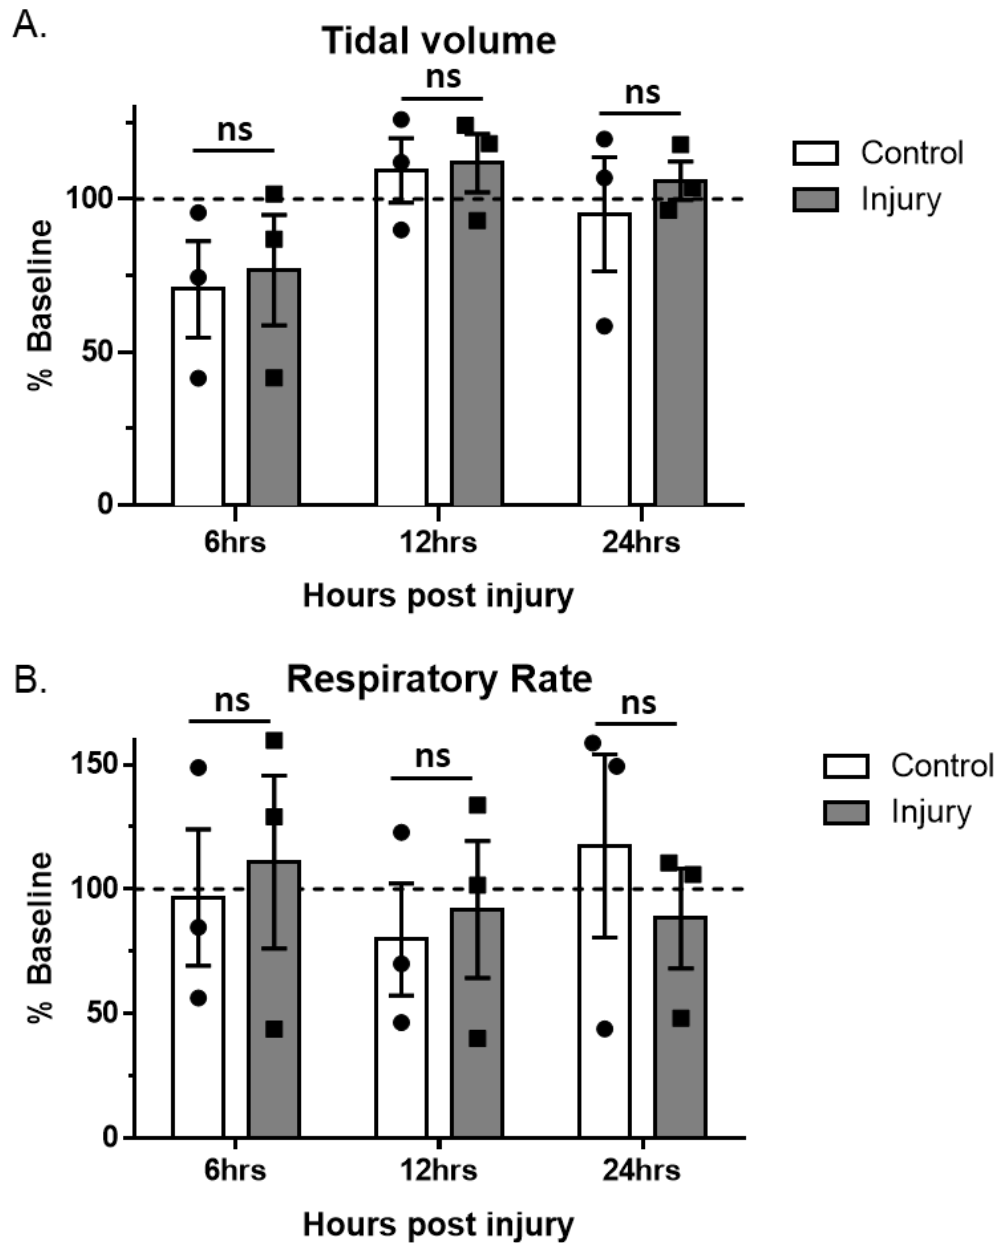 A.
Tidal volume
ns
ns
ns
Control
Injury
100
50
0
% Baseline
6hrs
12hrs
24hrs
Hours post injury
B.
Respiratory Rate
ns
ns
ns
Control
Injury
150
100
50
0
% Baseline
6hrs
12hrs
24hrs
Hours post injury